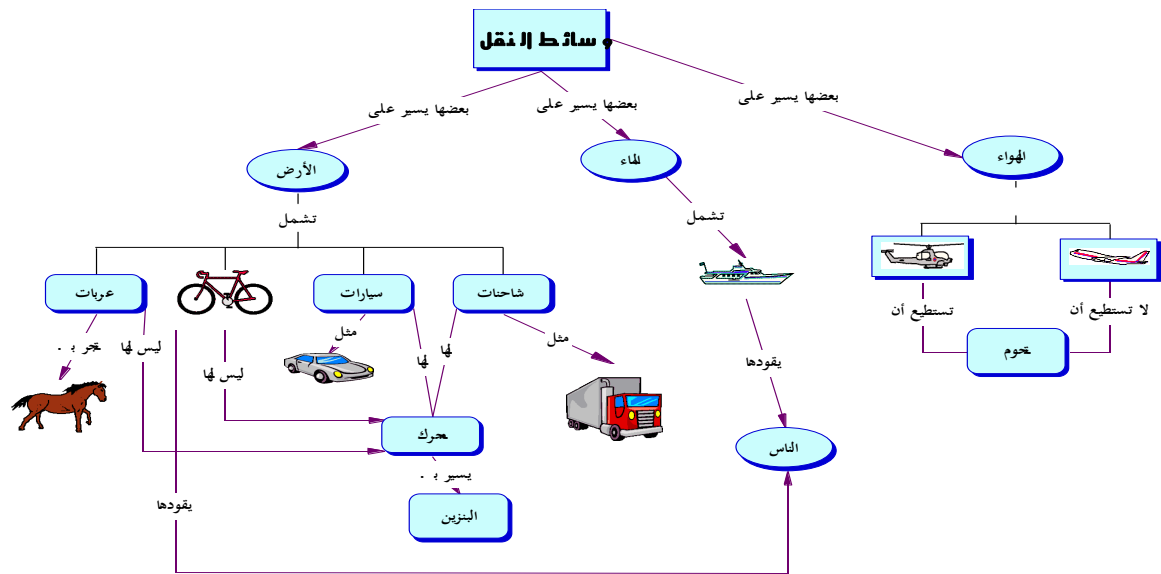 وسائط النقل
بعضها يسير على
بعضها يسير على
بعضها يسير على
الهواء
الماء
الأرض
تشمل
تشمل
شاحنات
سيارات
عربات
تستطيع أن
لا تستطيع أن
تحوم
مثل
لها
لها
مثل
ليس لها
تجر بـ .
ليس لها
يقودها
محرك
الناس
يسير بـ .
البنزين
يقودها